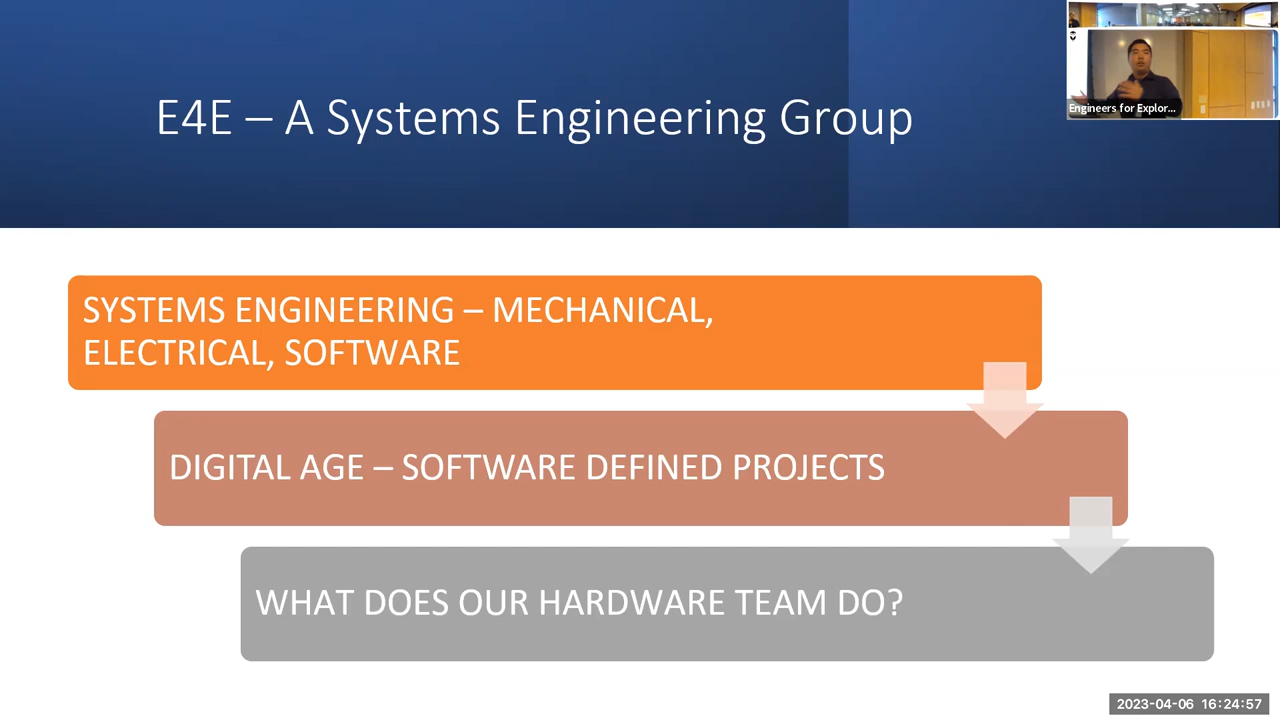 E4E – A Systems Engineering Group
Engineers for Explor...
SYSTEMS ENGINEERING – MECHANICAL,
ELECTRICAL, SOFTWARE
DIGITAL AGE – SOFTWARE DEFINED PROJECTS
WHAT DOES OUR HARDWARE TEAM DO?
2023-04-06 16:24:57